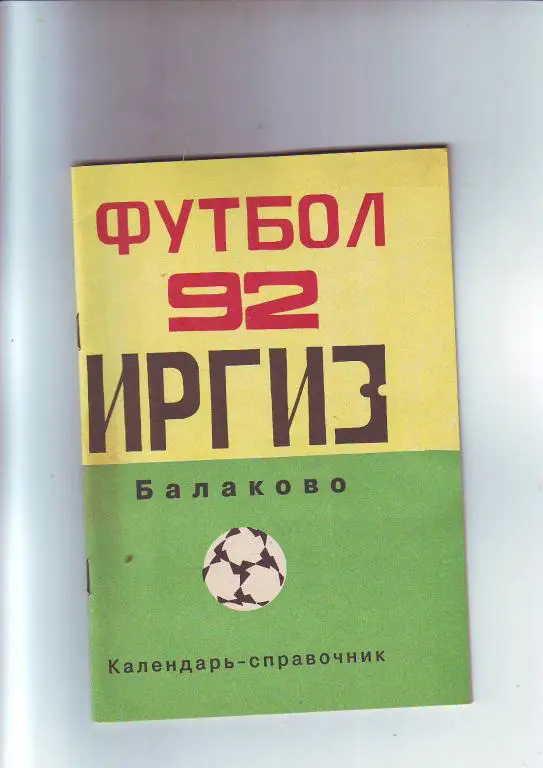 ФУТБОЛ
92
ИРГИЗ
Балаково
Календарь-справочник